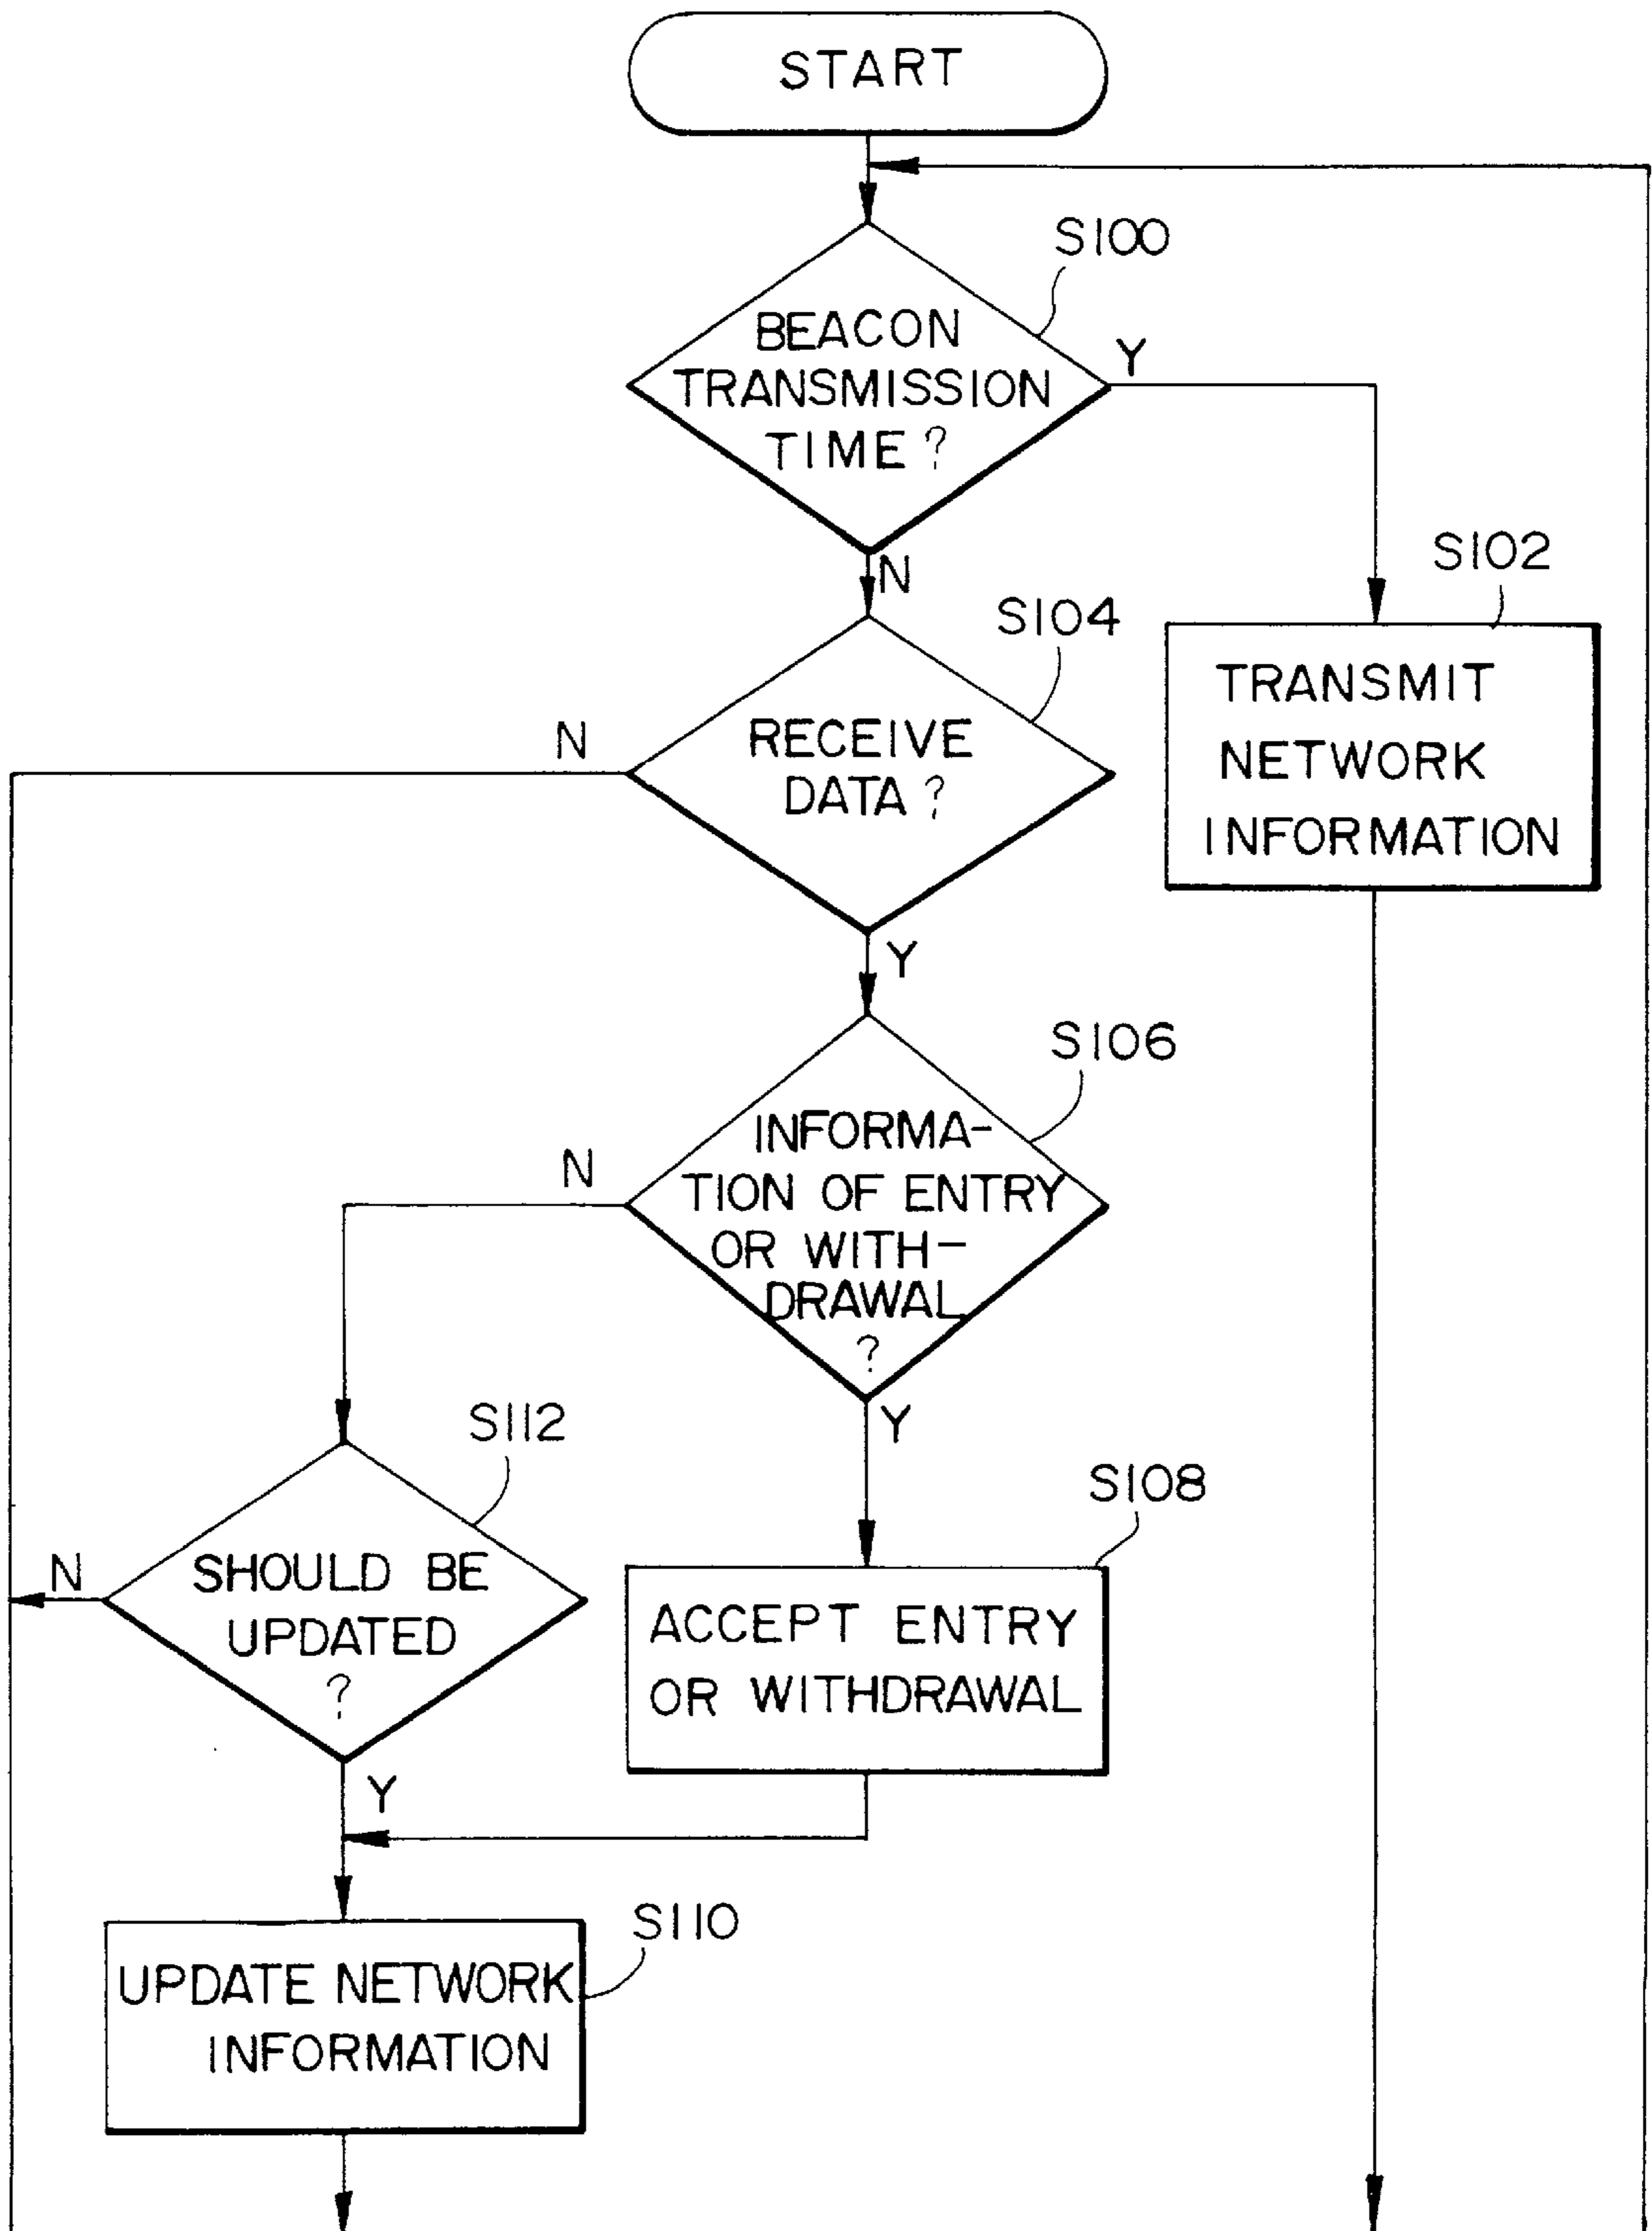 START
S100
BEACON
TRANSMISSION
TIME ?
Y
N
S102
TRANSMIT
NETWORK
INFORMATION
S104
RECEIVE
DATA ?
N
Y
S106
INFORMA-
TION OF ENTRY
OR WITH-
DRAWAL
?
N
Y
S112
SHOULD BE
UPDATED
?
N
Y
S108
ACCEPT ENTRY
OR WITHDRAWAL
S110
UPDATE NETWORK
INFORMATION